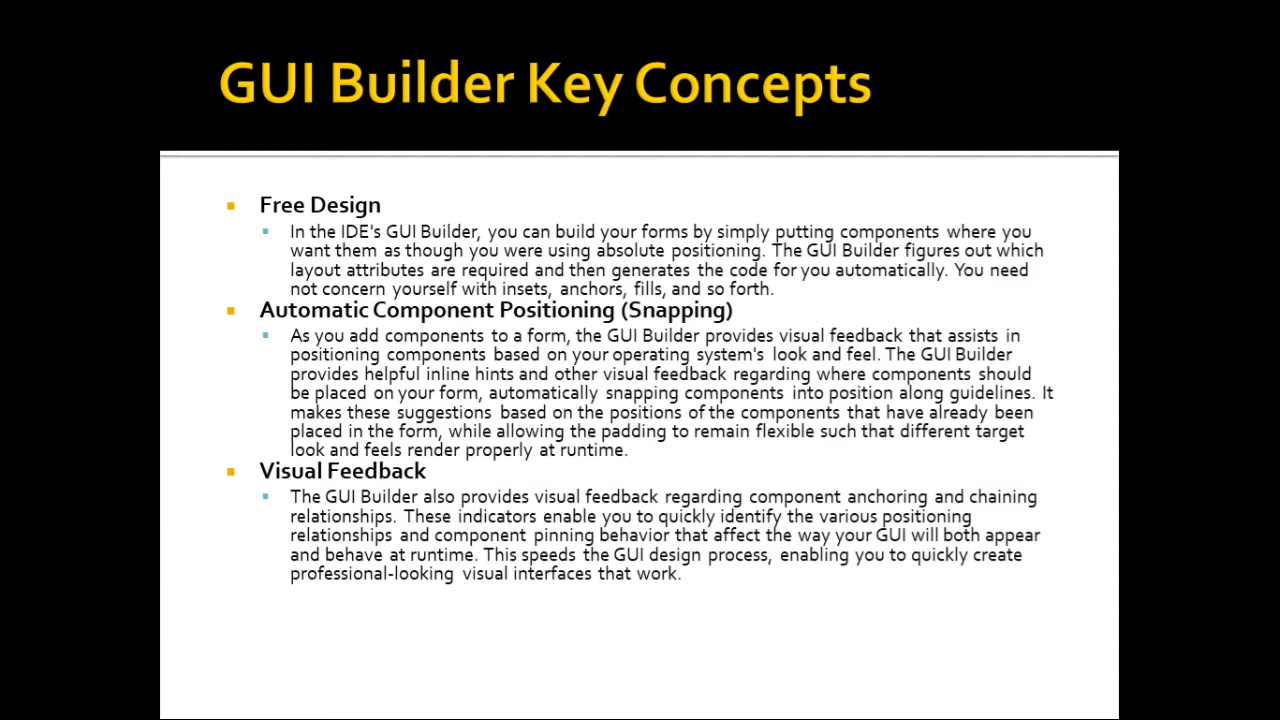 GUI Builder Key Concepts
Free Design
In the IDE's GUI Builder, you can build your forms by simply putting components where you
want them as though you were using absolute positioning. The GUI Builder figures out which
layout attributes are required and then generates the code for you automatically. You need
not concern yourself with insets, anchors, fills, and so forth.
Automatic Component Positioning (Snapping)
As you add components to a form, the GUI Builder provides visual feedback that assists in
positioning components based on your operating system's look and feel. The GUI Builder
provides helpful inline hints and other visual feedback regarding where components should
be placed on your form, automatically snapping components into position along guidelines. It
makes these suggestions based on the positions of the components that have already been
placed in the form, while allowing the padding to remain flexible such that different target
look and feels render properly at runtime.
Visual Feedback
The GUI Builder also provides visual feedback regarding component anchoring and chaining
relationships. These indicators enable you to quickly identify the various positioning
relationships and component pinning behavior that affect the way your GUI will both appear
and behave at runtime. This speeds the GUI design process, enabling you to quickly create
professional-looking visual interfaces that work.